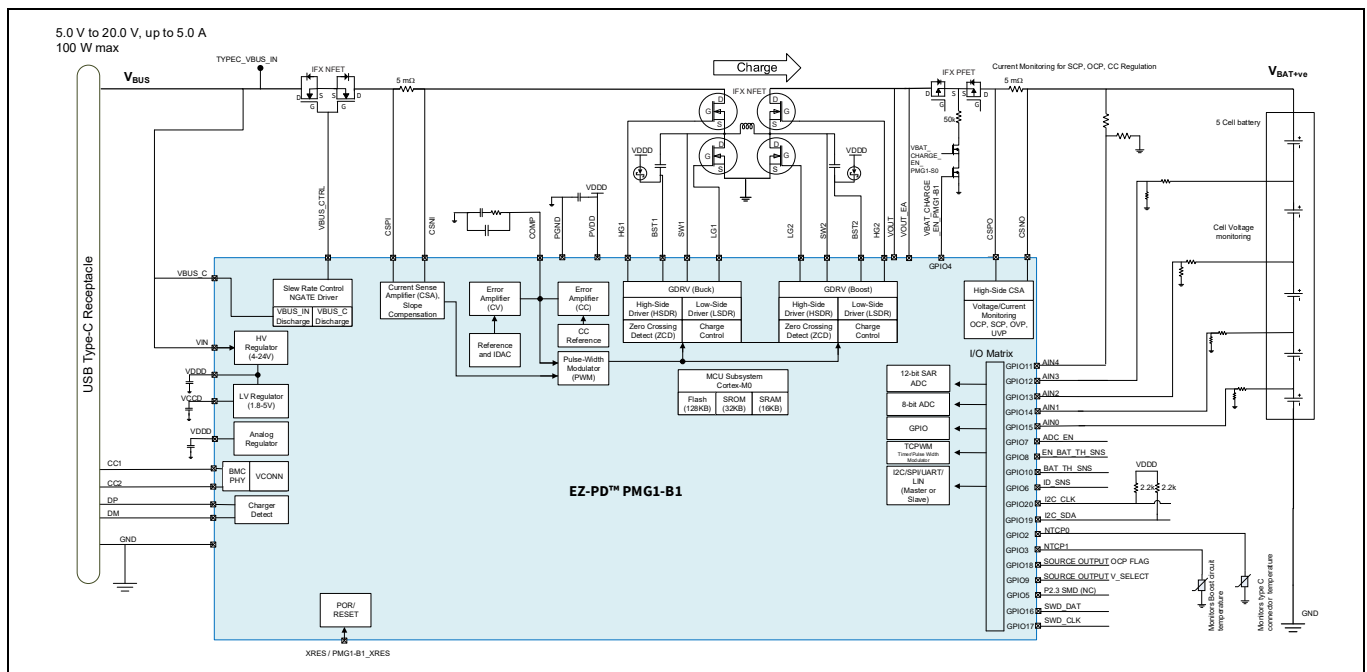 5.0 V to 20.0 V, up to 5.0 A
100 W max
TYPEC_VBUS_IN
VBUS
IFX NFET
D
S
S
D
G
G
5 mΩ
Charge
IFX NFET
D
G
S
D
G
S
D
G
S
D
G
S
IFX PFET
D
S
S
D
G
G
50k
Current Monitoring for SCP, OCP, CC Regulation
5 mΩ
VBAT+ve
5 Cell battery
Cell Voltage
monitoring
USB Type-C Receptacle
VDDD
VDDD
VDDD
VBAT_
CHARGE_
EN_
PMG1-S0
VBUS_CTRL
CSPI
CSNI
COMP
PGND
PVDD
HG1
BST1
SW1
LG1
LG2
SW2
BST2
HG2
VOUT
VOUT_EA
VBAT_CHARGE
_EN_PMG1-B1
CSPO
CSNO
GPIO4
VBUS_C
VIN
VDDD
VCCD
VDDD
CC1
CC2
DP
DM
GND
Slew Rate Control
NGATE Driver
VBUS_IN
Discharge
VBUS_C
Discharge
HV
Regulator
(4-24V)
LV Regulator
(1.8-5V)
Analog
Regulator
BMC
PHY
VCONN
Charger
Detect
Current Sense
Amplifier (CSA),
Slope
Compensation
Error
Amplifier
(CV)
Error
Amplifier
(CC)
Reference
and IDAC
CC
Reference
Pulse-Width
Modulator
(PWM)
GDRV (Buck)
High-Side
Driver (HSDR)
Low-Side
Driver (LSDR)
Zero Crossing
Detect (ZCD)
Charge
Control
GDRV (Boost)
High-Side
Driver (HSDR)
Low-Side
Driver (LSDR)
Zero Crossing
Detect (ZCD)
Charge
Control
MCU Subsystem
Cortex-M0
Flash
(128KB)
SROM
(32KB)
SRAM
(16KB)
High-Side CSA
Voltage/Current
Monitoring
OCP, SCP, OVP,
UVP
I/O Matrix
12-bit SAR
ADC
8-bit ADC
GPIO
TCPWM
Timer/Pulse Width
Modulator
I2C/SPI/UART/
LIN
(Master or
Slave)
EZ-PD™ PMG1-B1
POR/
RESET
XRES / PMG1-B1_XRES
GPIO11 AIN4
GPIO12 AIN3
GPIO13 AIN2
GPIO14 AIN1
GPIO15 AIN0
GPIO7 ADC_EN
GPIO8 EN_BAT_TH_SNS
GPIO10 BAT_TH_SNS
GPIO6 ID_SNS
GPIO20 I2C_CLK
GPIO19 I2C_SDA
GPIO2 NTCP0
GPIO3 NTCP1
GPIO18 SOURCE OUTPUT OCP FLAG
GPIO9 SOURCE OUTPUT V_SELECT
GPIO5 P2.3 SMD (NC)
GPIO16 SWD_DAT
GPIO17 SWD_CLK
VDDD
2.2k
2.2k
Monitors Boost circuit
temperature
Monitors type C
connector temperature
GND